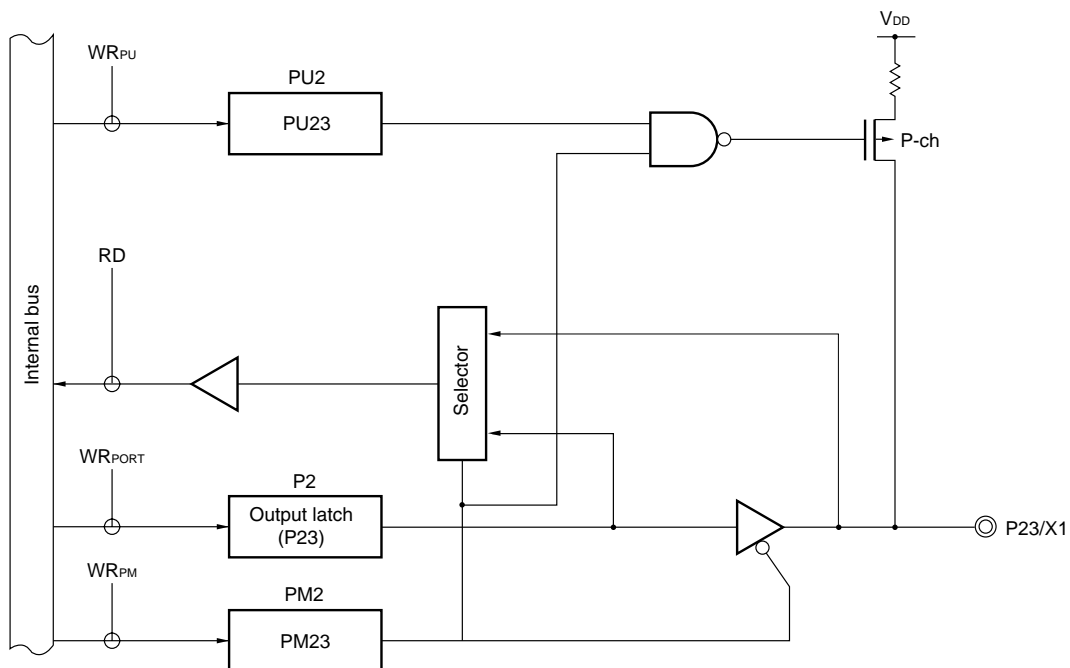 VDD
WRPU
PU2
PU23
P-ch
RD
Internal bus
Selector
WRPORT
P2
Output latch
(P23)
P23/X1
WRPM
PM2
PM23